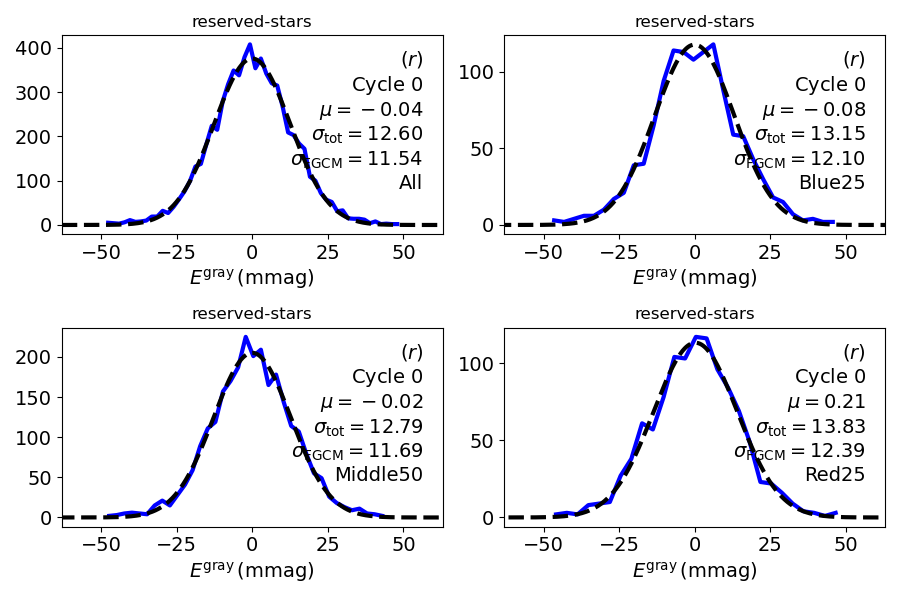 reserved-stars
400
300
200
100
0
−50 −25 0 25 50
E^gray (mmag)
(r)
Cycle 0
μ = −0.04
σ_tot = 12.60
σ_FGCM = 11.54
All
reserved-stars
100
50
0
−50 −25 0 25 50
E^gray (mmag)
(r)
Cycle 0
μ = −0.08
σ_tot = 13.15
σ_FGCM = 12.10
Blue25
reserved-stars
200
150
100
50
0
−50 −25 0 25 50
E^gray (mmag)
(r)
Cycle 0
μ = −0.02
σ_tot = 12.79
σ_FGCM = 11.69
Middle50
reserved-stars
100
50
0
−50 −25 0 25 50
E^gray (mmag)
(r)
Cycle 0
μ = 0.21
σ_tot = 13.83
σ_FGCM = 12.39
Red25